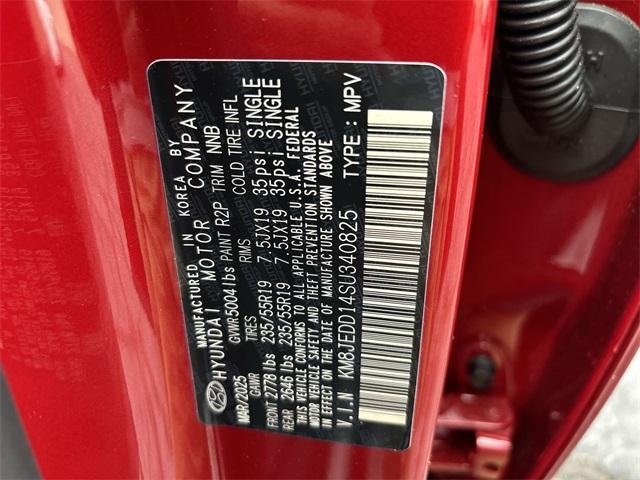 MANUFACTURED IN KOREA BY
HYUNDAI MOTOR COMPANY
MAR/2025 GVWR 5004 lbs PAINT R2P TRIM NNB
GAWR RIMS COLD TIRE INFL
FRONT 2778 lbs 235/55R19 7.5JX19 35psi SINGLE
REAR 2646 lbs 235/55R19 7.5JX19 35psi SINGLE
THIS VEHICLE CONFORMS TO ALL APPLICABLE U.S.A. FEDERAL
MOTOR VEHICLE SAFETY AND THEFT PREVENTION STANDARDS
IN EFFECT ON THE DATE OF MANUFACTURE SHOWN ABOVE
V.I.N KM8JEDD14SU340825 TYPE: MPV